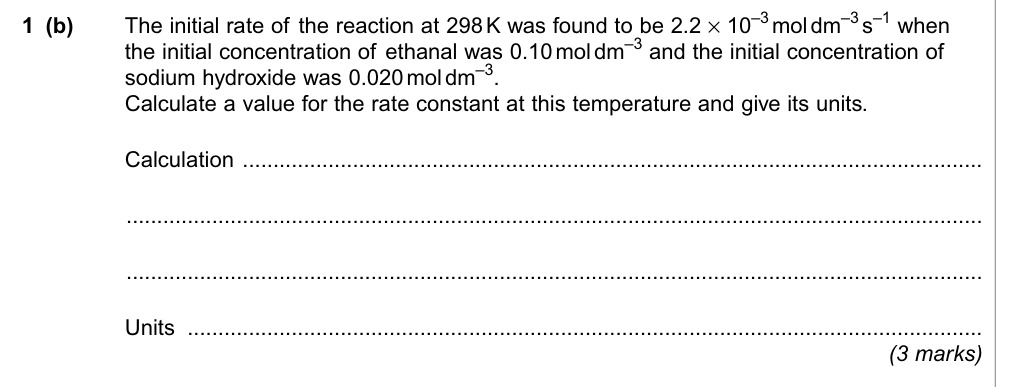 1 (b) The initial rate of the reaction at 298 K was found to be 2.2 × 10⁻³ mol dm⁻³ s⁻¹ when
the initial concentration of ethanal was 0.10 mol dm⁻³ and the initial concentration of
sodium hydroxide was 0.020 mol dm⁻³.
Calculate a value for the rate constant at this temperature and give its units.
Calculation ....................................................................................................
....................................................................................................
....................................................................................................
Units ....................................................................................................
(3 marks)